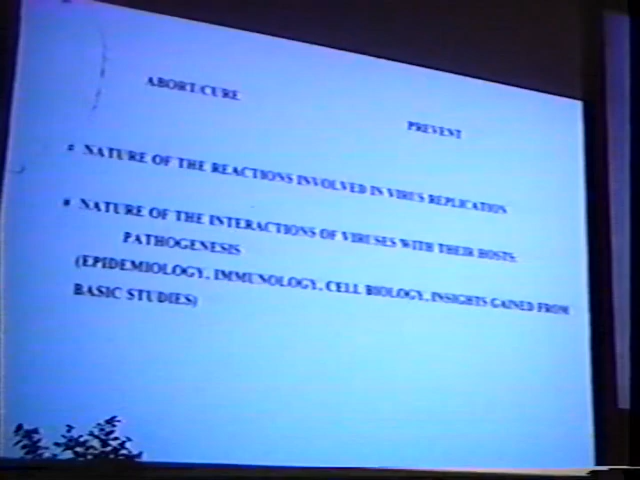 ABORT/CURE
PREVENT
# NATURE OF THE REACTIONS INVOLVED IN VIRUS REPLICATION
# NATURE OF THE INTERACTIONS OF VIRUSES WITH THEIR HOSTS:
PATHOGENESIS
(EPIDEMIOLOGY, IMMUNOLOGY, CELL BIOLOGY, INSIGHTS GAINED FROM
BASIC STUDIES)